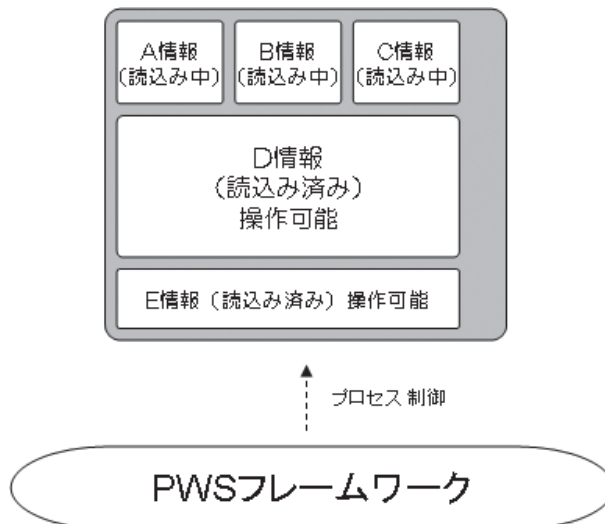 A情報
(読込み中)
B情報
(読込み中)
C情報
(読込み中)
D情報
(読込み済み)
操作可能
E情報 (読込み済み) 操作可能
プロセス 制御
PWSフレームワーク